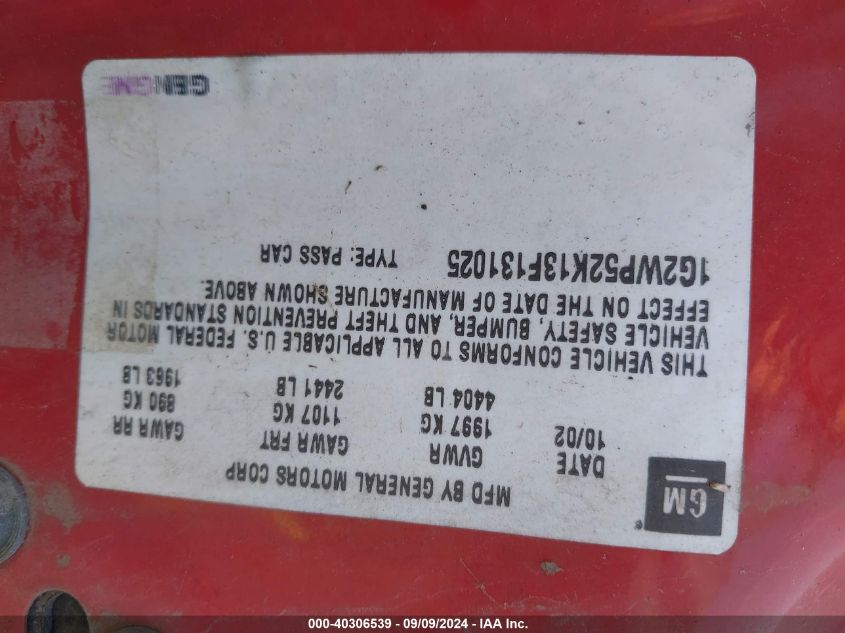 GM
MFD BY GENERAL MOTORS CORP
DATE GVWR GAWR FRT GAWR RR
10/02 1997 KG 1107 KG 890 KG
4404 LB 2441 LB 1963 LB
THIS VEHICLE CONFORMS TO ALL APPLICABLE U.S. FEDERAL MOTOR
VEHICLE SAFETY, BUMPER, AND THEFT PREVENTION STANDARDS IN
EFFECT ON THE DATE OF MANUFACTURE SHOWN ABOVE.
1G2WP52K13F131025 TYPE: PASS CAR
000-40306539 - 09/09/2024 - IAA Inc.